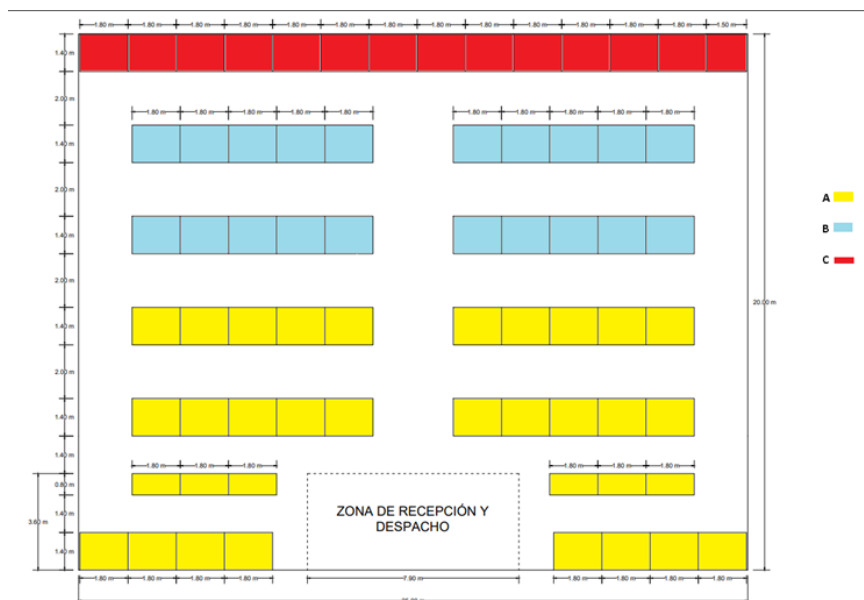 1.80 m 1.80 m 1.80 m 1.80 m 1.80 m 1.80 m 1.80 m 1.80 m 1.80 m 1.80 m 1.80 m 1.80 m 1.80 m 1.50 m
1.40 m
2.00 m
1.80 m 1.80 m 1.80 m 1.80 m 1.80 m 1.80 m 1.80 m 1.80 m 1.80 m 1.80 m
1.40 m
2.00 m
A
B
1.40 m
C
2.00 m
20.00 m
1.40 m
2.00 m
1.40 m
1.40 m
1.80 m 1.80 m 1.80 m 1.80 m 1.80 m 1.80 m
0.80 m
ZONA DE RECEPCIÓN Y
DESPACHO
1.40 m
3.60 m
1.40 m
1.80 m 1.80 m 1.80 m 1.80 m 7.90 m 1.80 m 1.80 m 1.80 m 1.80 m